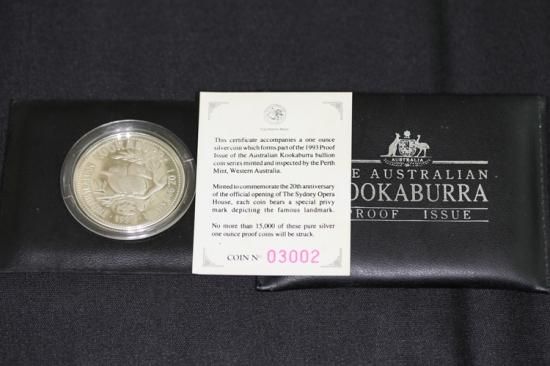 This certificate accompanies a one ounce
silver coin which forms part of the 1993 Proof
Issue of the Australian Kookaburra bullion
coin series minted and inspected by the Perth
Mint, Western Australia.
Minted to commemorate the 20th anniversary
of the official opening of The Sydney Opera
House, each coin bears a special privy
mark depicting the famous landmark.
No more than 15,000 of these pure silver
one ounce proof coins will be struck.
COIN No 03002
AUSTRALIA
E AUSTRALIAN
OOKABURRA
ROOF ISSUE